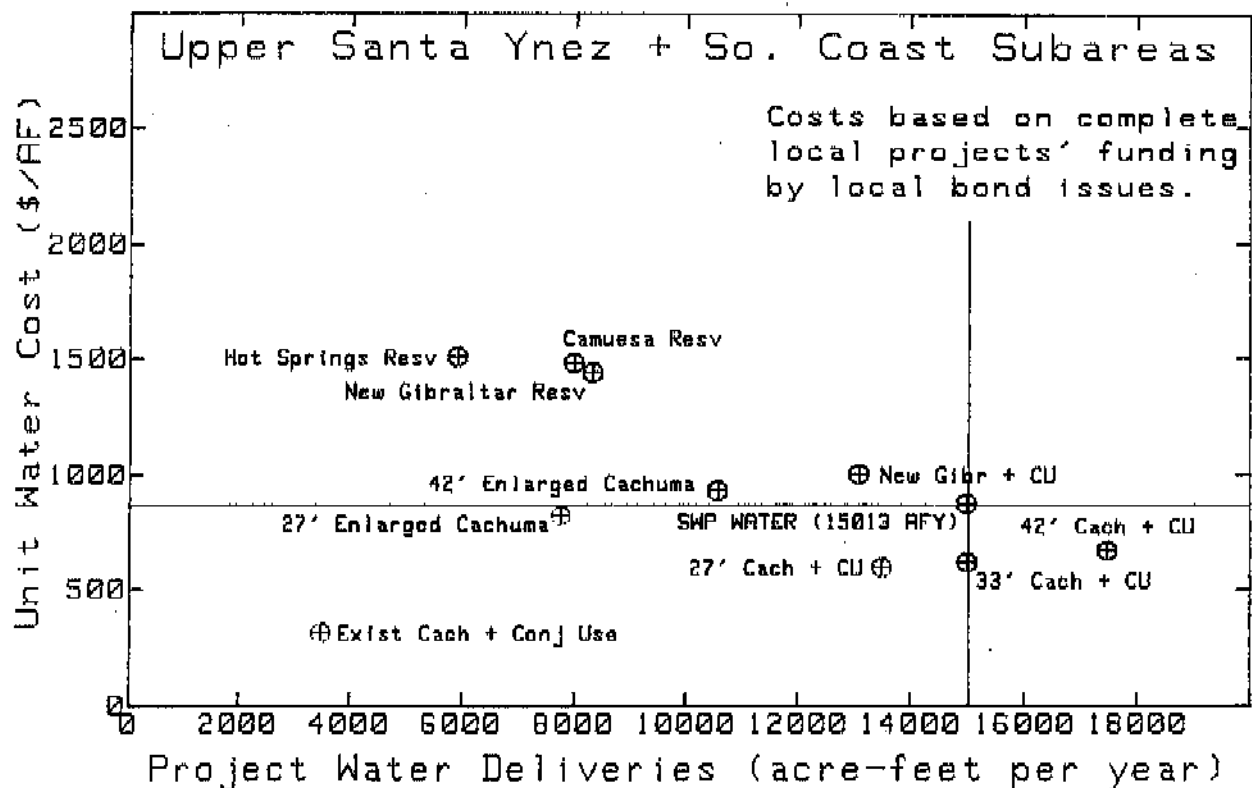 Upper Santa Ynez + So. Coast Subareas
Costs based on complete
local projects' funding
by local bond issues.
Unit Water Cost ($/AF)
2500
2000
1500
1000
500
0
Hot Springs Resv
Camuesa Resv
New Gibraltar Resv
42' Enlarged Cachuma
New Gibr + CU
27' Enlarged Cachuma
SWP WATER (15013 AFY)
42' Cach + CU
27' Cach + CU
33' Cach + CU
Exist Cach + Conj Use
0 2000 4000 6000 8000 10000 12000 14000 16000 18000
Project Water Deliveries (acre-feet per year)